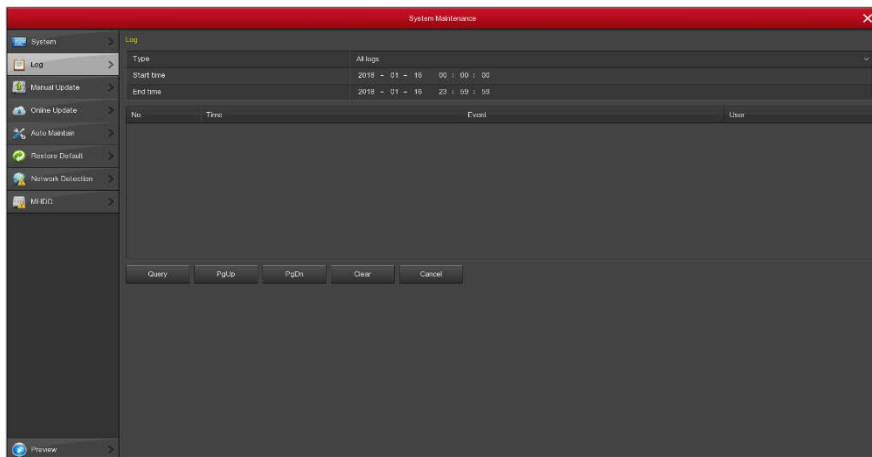 System Maintenance
System
Log
Manual Update
Online Update
Auto Maintain
Restore Default
Network Detection
MHDD
Preview
Log
Type All logs
Start time 2018 - 01 - 16 00 : 00 : 00
End time 2018 - 01 - 16 23 : 59 : 59
No Time Event User
Query PgUp PgDn Clear Cancel